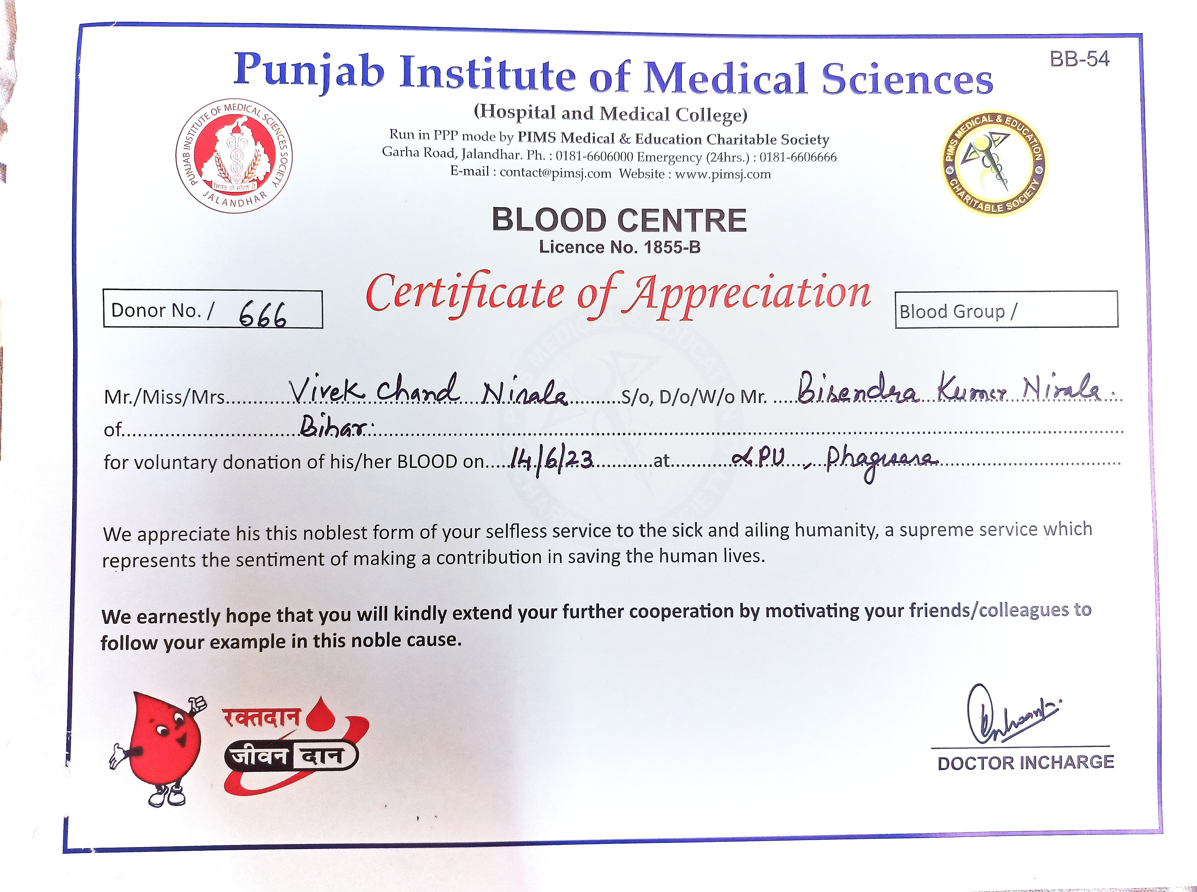 BB-54
Punjab Institute of Medical Sciences
(Hospital and Medical College)
Run in PPP mode by PIMS Medical & Education Charitable Society
Garha Road, Jalandhar. Ph. : 0181-6606000 Emergency (24hrs.) : 0181-6606666
E-mail : contact@pimsj.com Website : www.pimsj.com
PUNJAB INSTITUTE OF MEDICAL SCIENCES SOCIETY
JALANDHAR
PIMS MEDICAL & EDUCATION
CHARITABLE SOCIETY
BLOOD CENTRE
Licence No. 1855-B
Certificate of Appreciation
Donor No. / 666
Blood Group /
Mr./Miss/Mrs. Vivek Chand Nirala S/o, D/o/W/o Mr. Bisendra Kumar Nirala.
of Bihar.
for voluntary donation of his/her BLOOD on 14/6/23 at LPU, Phagwara
We appreciate his this noblest form of your selfless service to the sick and ailing humanity, a supreme service which
represents the sentiment of making a contribution in saving the human lives.
We earnestly hope that you will kindly extend your further cooperation by motivating your friends/colleagues to
follow your example in this noble cause.
रक्तदान
जीवन दान
DOCTOR INCHARGE